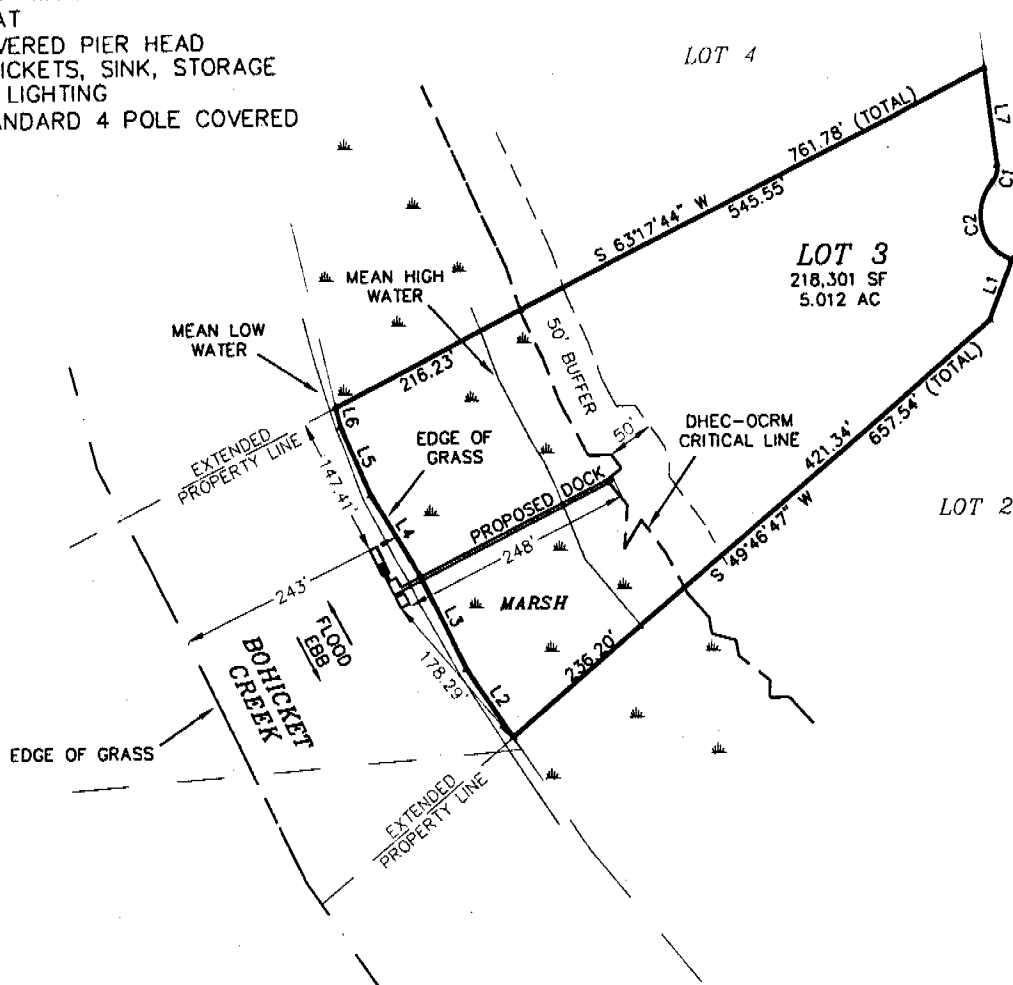 AT
VERED PIER HEAD
ICKETS, SINK, STORAGE
LIGHTING
ANDARD 4 POLE COVERED
LOT 4
761.78' (TOTAL)
L7
S 63°17'44" W
545.55'
C1
C2
LOT 3
218,301 SF
5.012 AC
L1
MEAN HIGH
WATER
MEAN LOW
WATER
50' BUFFER
216.23'
657.54' (TOTAL)
421.34'
L6
EDGE OF
GRASS
50'
DHEC-OCRM
CRITICAL LINE
EXTENDED
PROPERTY LINE
L5
147.41'
PROPOSED DOCK
LOT 2
L4
248'
S 49°46'47" W
243'
MARSH
L3
FLOOD
EBB
BOHICKET
CREEK
178.29'
236.20'
L2
EDGE OF GRASS
EXTENDED
PROPERTY LINE